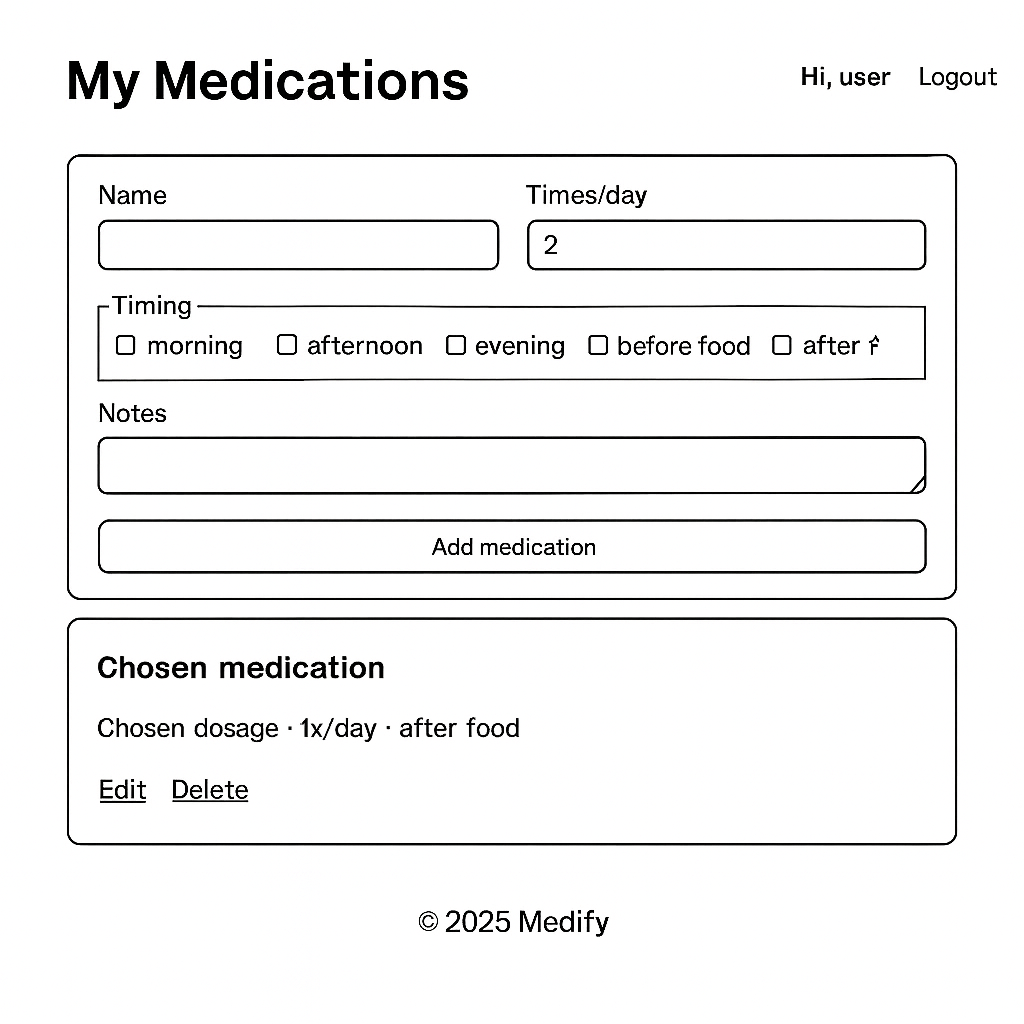 My Medications
Hi, user Logout
Name Times/day
2
Timing
morning afternoon evening before food after
Notes
Add medication
Chosen medication
Chosen dosage · 1x/day · after food
Edit Delete
© 2025 Medify